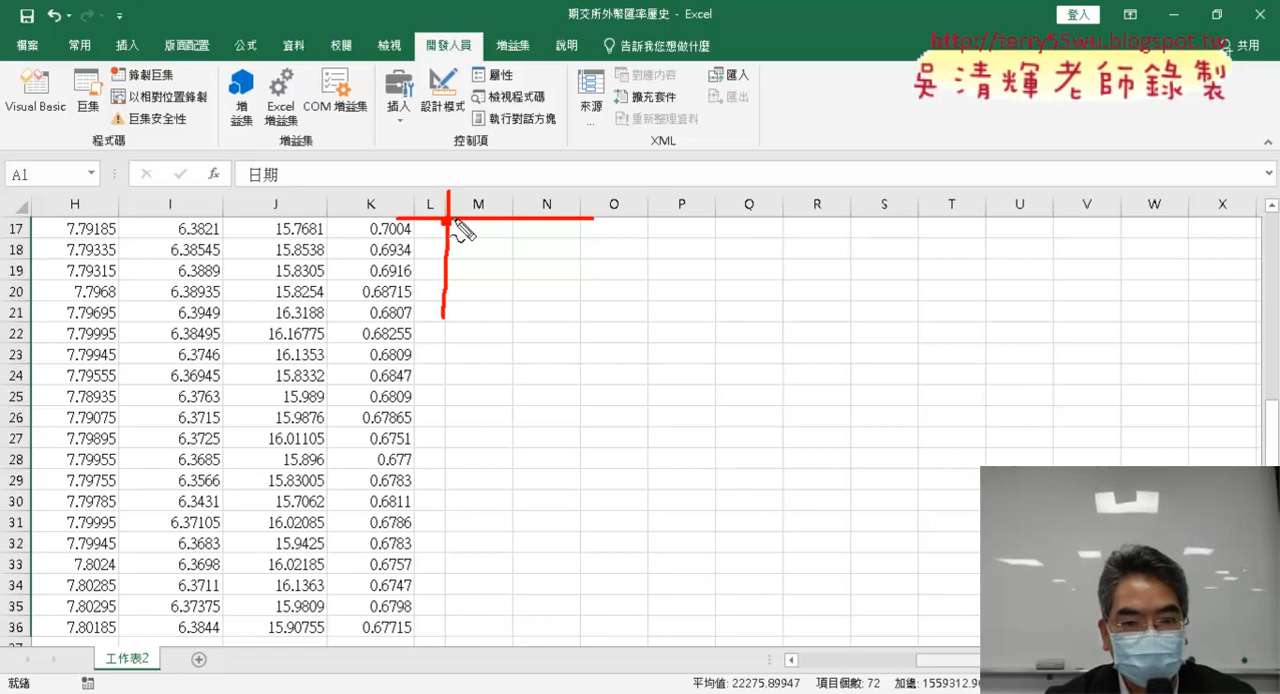 期交所外幣匯率歷史 - Excel
登入
檔案 常用 插入 版面配置 公式 資料 校閱 檢視 開發人員 增益集 說明 告訴我您想做什麼 共用
http://terry55wu.blogspot.tw
吳清輝老師錄製
Visual Basic 巨集 錄製巨集 以相對位置錄製 巨集安全性
增益集 Excel 增益集 COM 增益集
插入 設計模式 屬性 檢視程式碼 執行對話方塊
來源... 對應內容 擴充套件 重新整理資料 匯入 匯出
程式碼 增益集 控制項 XML
A1 fx 日期
H I J K L M N O P Q R S T U V W X
17 7.79185 6.3821 15.7681 0.7004
18 7.79335 6.38545 15.8538 0.6934
19 7.79315 6.3889 15.8305 0.6916
20 7.7968 6.38935 15.8254 0.68715
21 7.79695 6.3949 16.3188 0.6807
22 7.79995 6.38495 16.16775 0.68255
23 7.79945 6.3746 16.1353 0.6809
24 7.79555 6.36945 15.8332 0.6847
25 7.78935 6.3763 15.989 0.6809
26 7.79075 6.3715 15.9876 0.67865
27 7.79895 6.3725 16.01105 0.6751
28 7.79955 6.3685 15.896 0.677
29 7.79755 6.3566 15.83005 0.6783
30 7.79785 6.3431 15.7062 0.6811
31 7.79995 6.37105 16.02085 0.6786
32 7.79945 6.3683 15.9425 0.6783
33 7.8024 6.3698 16.02185 0.6757
34 7.80285 6.3711 16.1363 0.6747
35 7.80295 6.37375 15.9809 0.6798
36 7.80185 6.3844 15.90755 0.67715
工作表2
就緒 平均值: 22275.89947 項目個數: 72 加總: 1559312.96